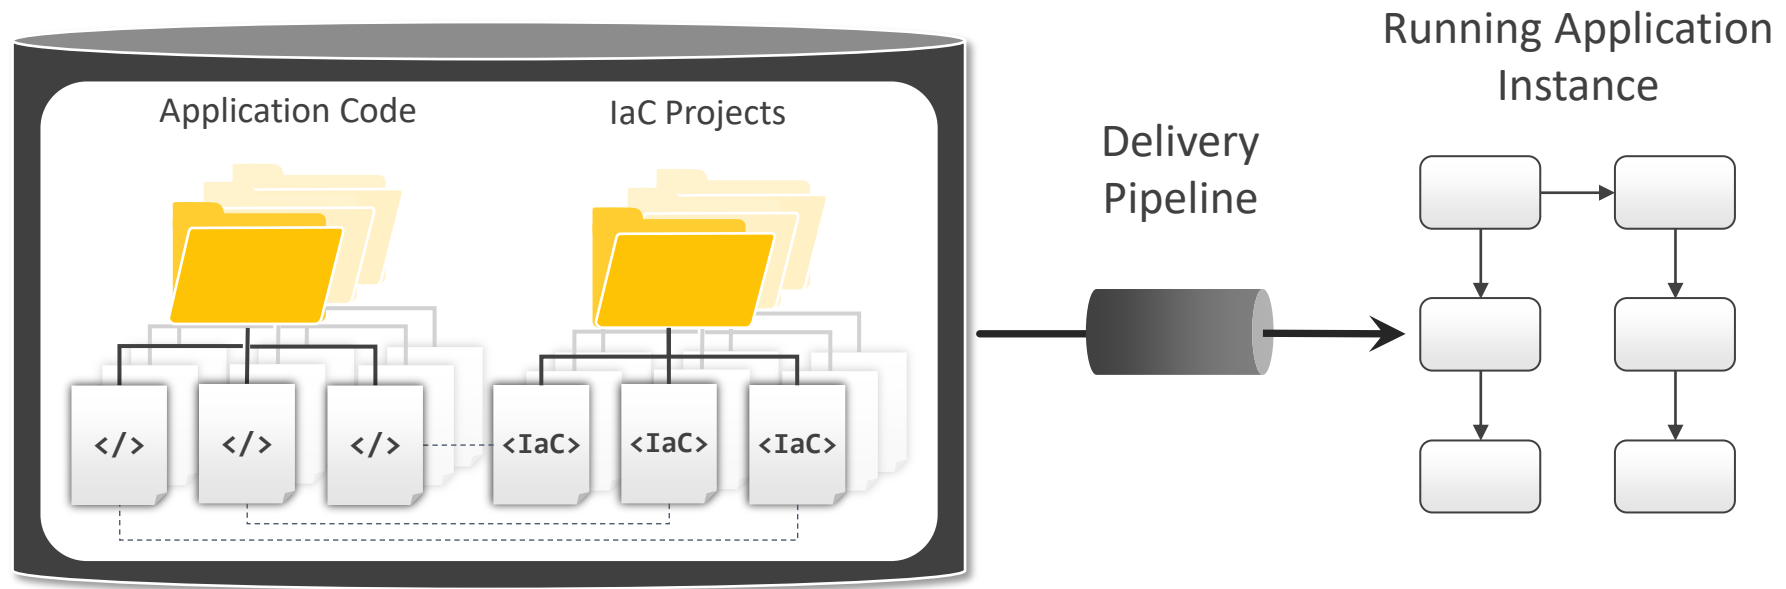 Running Application
Instance
Application Code
IaC Projects
Delivery
Pipeline
</>
</>
</>
<IaC>
<IaC>
<IaC>